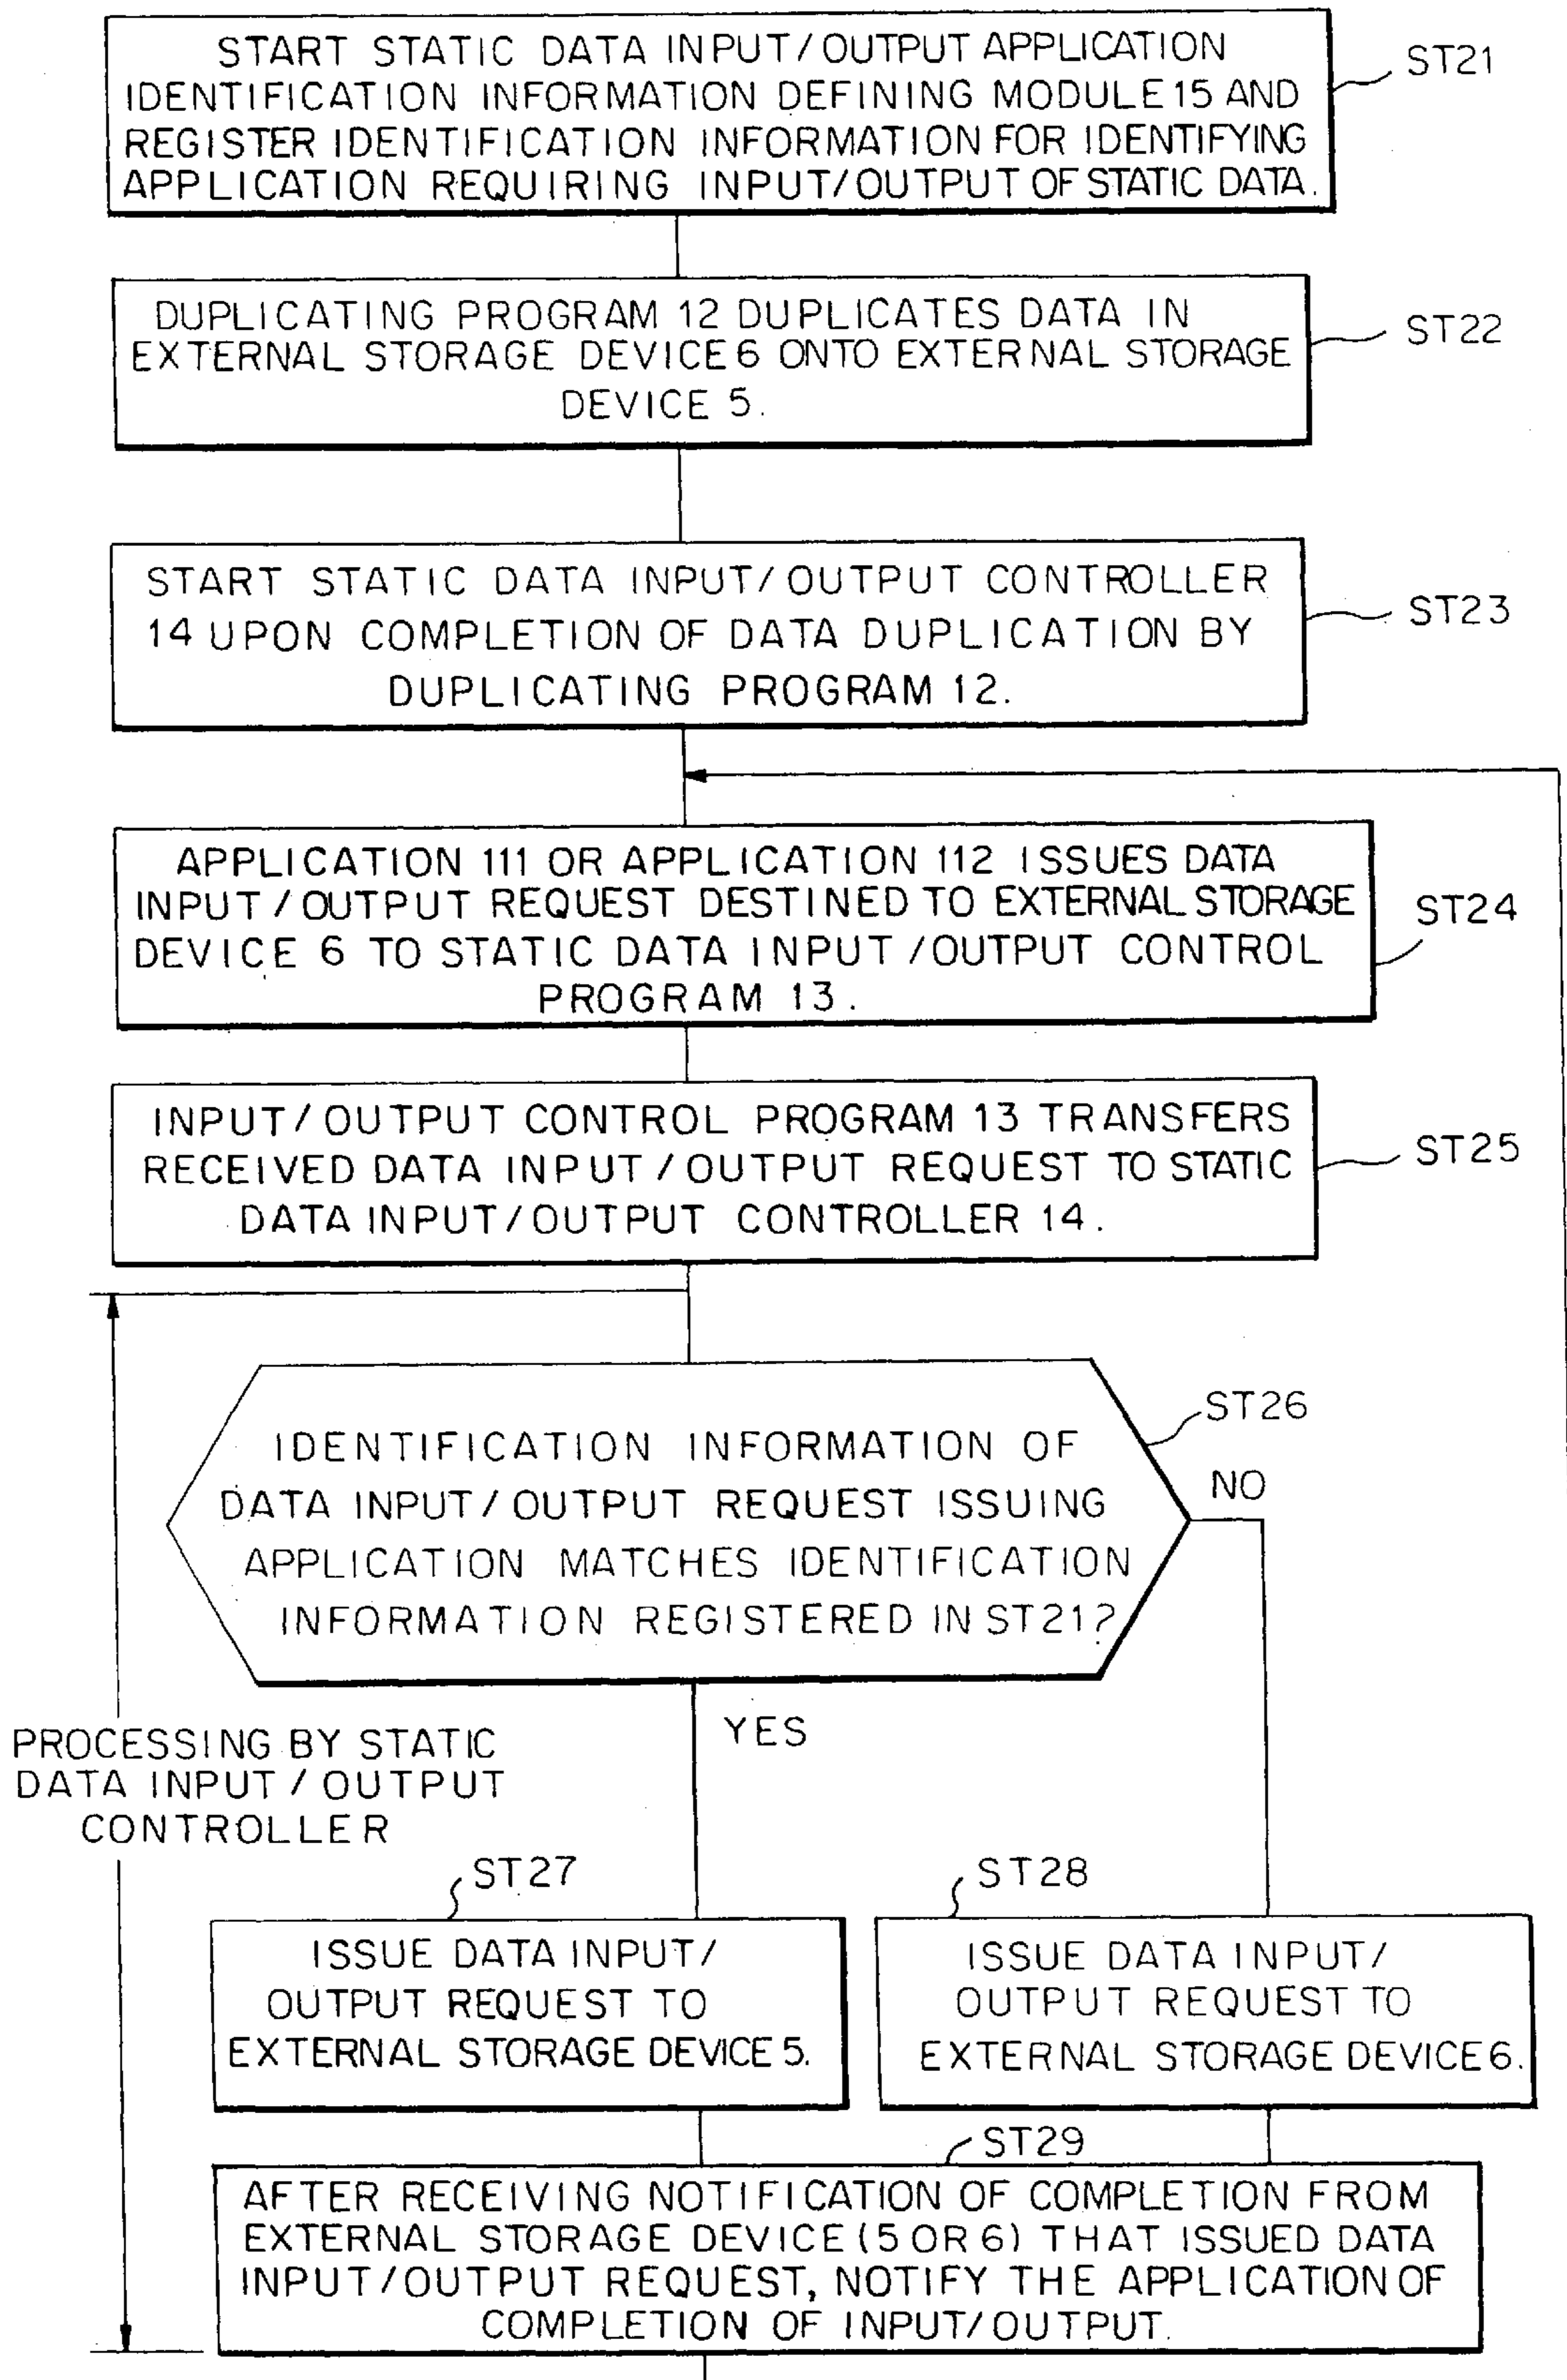 START STATIC DATA INPUT/OUTPUT APPLICATION
IDENTIFICATION INFORMATION DEFINING MODULE 15 AND
REGISTER IDENTIFICATION INFORMATION FOR IDENTIFYING
APPLICATION REQUIRING INPUT/OUTPUT OF STATIC DATA.
ST21
DUPLICATING PROGRAM 12 DUPLICATES DATA IN
EXTERNAL STORAGE DEVICE 6 ONTO EXTERNAL STORAGE
DEVICE 5.
ST22
START STATIC DATA INPUT/OUTPUT CONTROLLER
14 UPON COMPLETION OF DATA DUPLICATION BY
DUPLICATING PROGRAM 12.
ST23
APPLICATION 111 OR APPLICATION 112 ISSUES DATA
INPUT/OUTPUT REQUEST DESTINED TO EXTERNAL STORAGE
DEVICE 6 TO STATIC DATA INPUT/OUTPUT CONTROL
PROGRAM 13.
ST24
INPUT/OUTPUT CONTROL PROGRAM 13 TRANSFERS
RECEIVED DATA INPUT/OUTPUT REQUEST TO STATIC
DATA INPUT/OUTPUT CONTROLLER 14.
ST25
IDENTIFICATION INFORMATION OF
DATA INPUT/OUTPUT REQUEST ISSUING
APPLICATION MATCHES IDENTIFICATION
INFORMATION REGISTERED IN ST21?
ST26
NO
YES
PROCESSING BY STATIC
DATA INPUT/OUTPUT
CONTROLLER
ST27
ISSUE DATA INPUT/
OUTPUT REQUEST TO
EXTERNAL STORAGE DEVICE 5.
ST28
ISSUE DATA INPUT/
OUTPUT REQUEST TO
EXTERNAL STORAGE DEVICE 6.
ST29
AFTER RECEIVING NOTIFICATION OF COMPLETION FROM
EXTERNAL STORAGE DEVICE (5 OR 6) THAT ISSUED DATA
INPUT/OUTPUT REQUEST, NOTIFY THE APPLICATION OF
COMPLETION OF INPUT/OUTPUT.